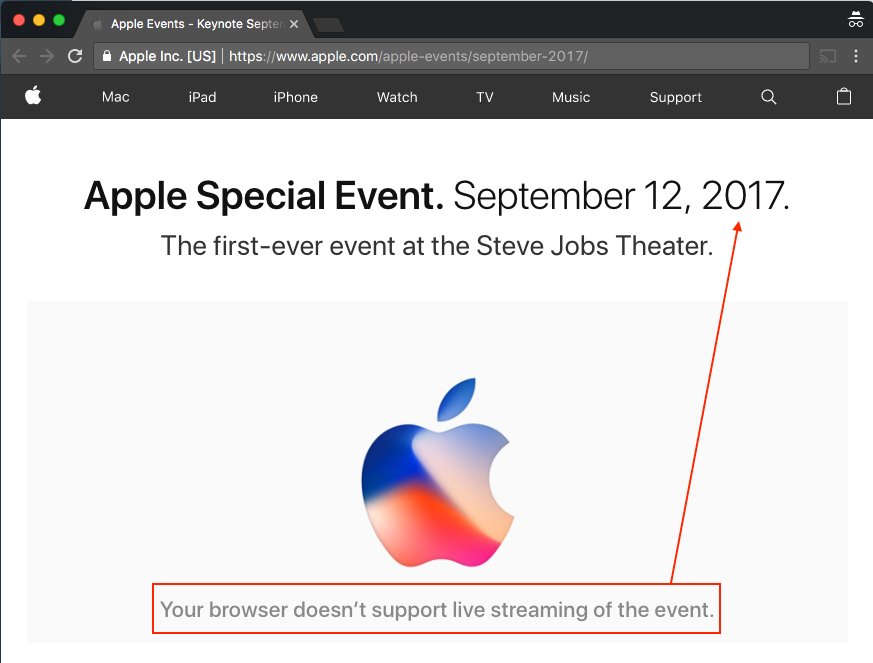 Apple Events - Keynote Septem
Apple Inc. [US] | https://www.apple.com/apple-events/september-2017/
Mac iPad iPhone Watch TV Music Support
Apple Special Event. September 12, 2017.
The first-ever event at the Steve Jobs Theater.
Your browser doesn’t support live streaming of the event.